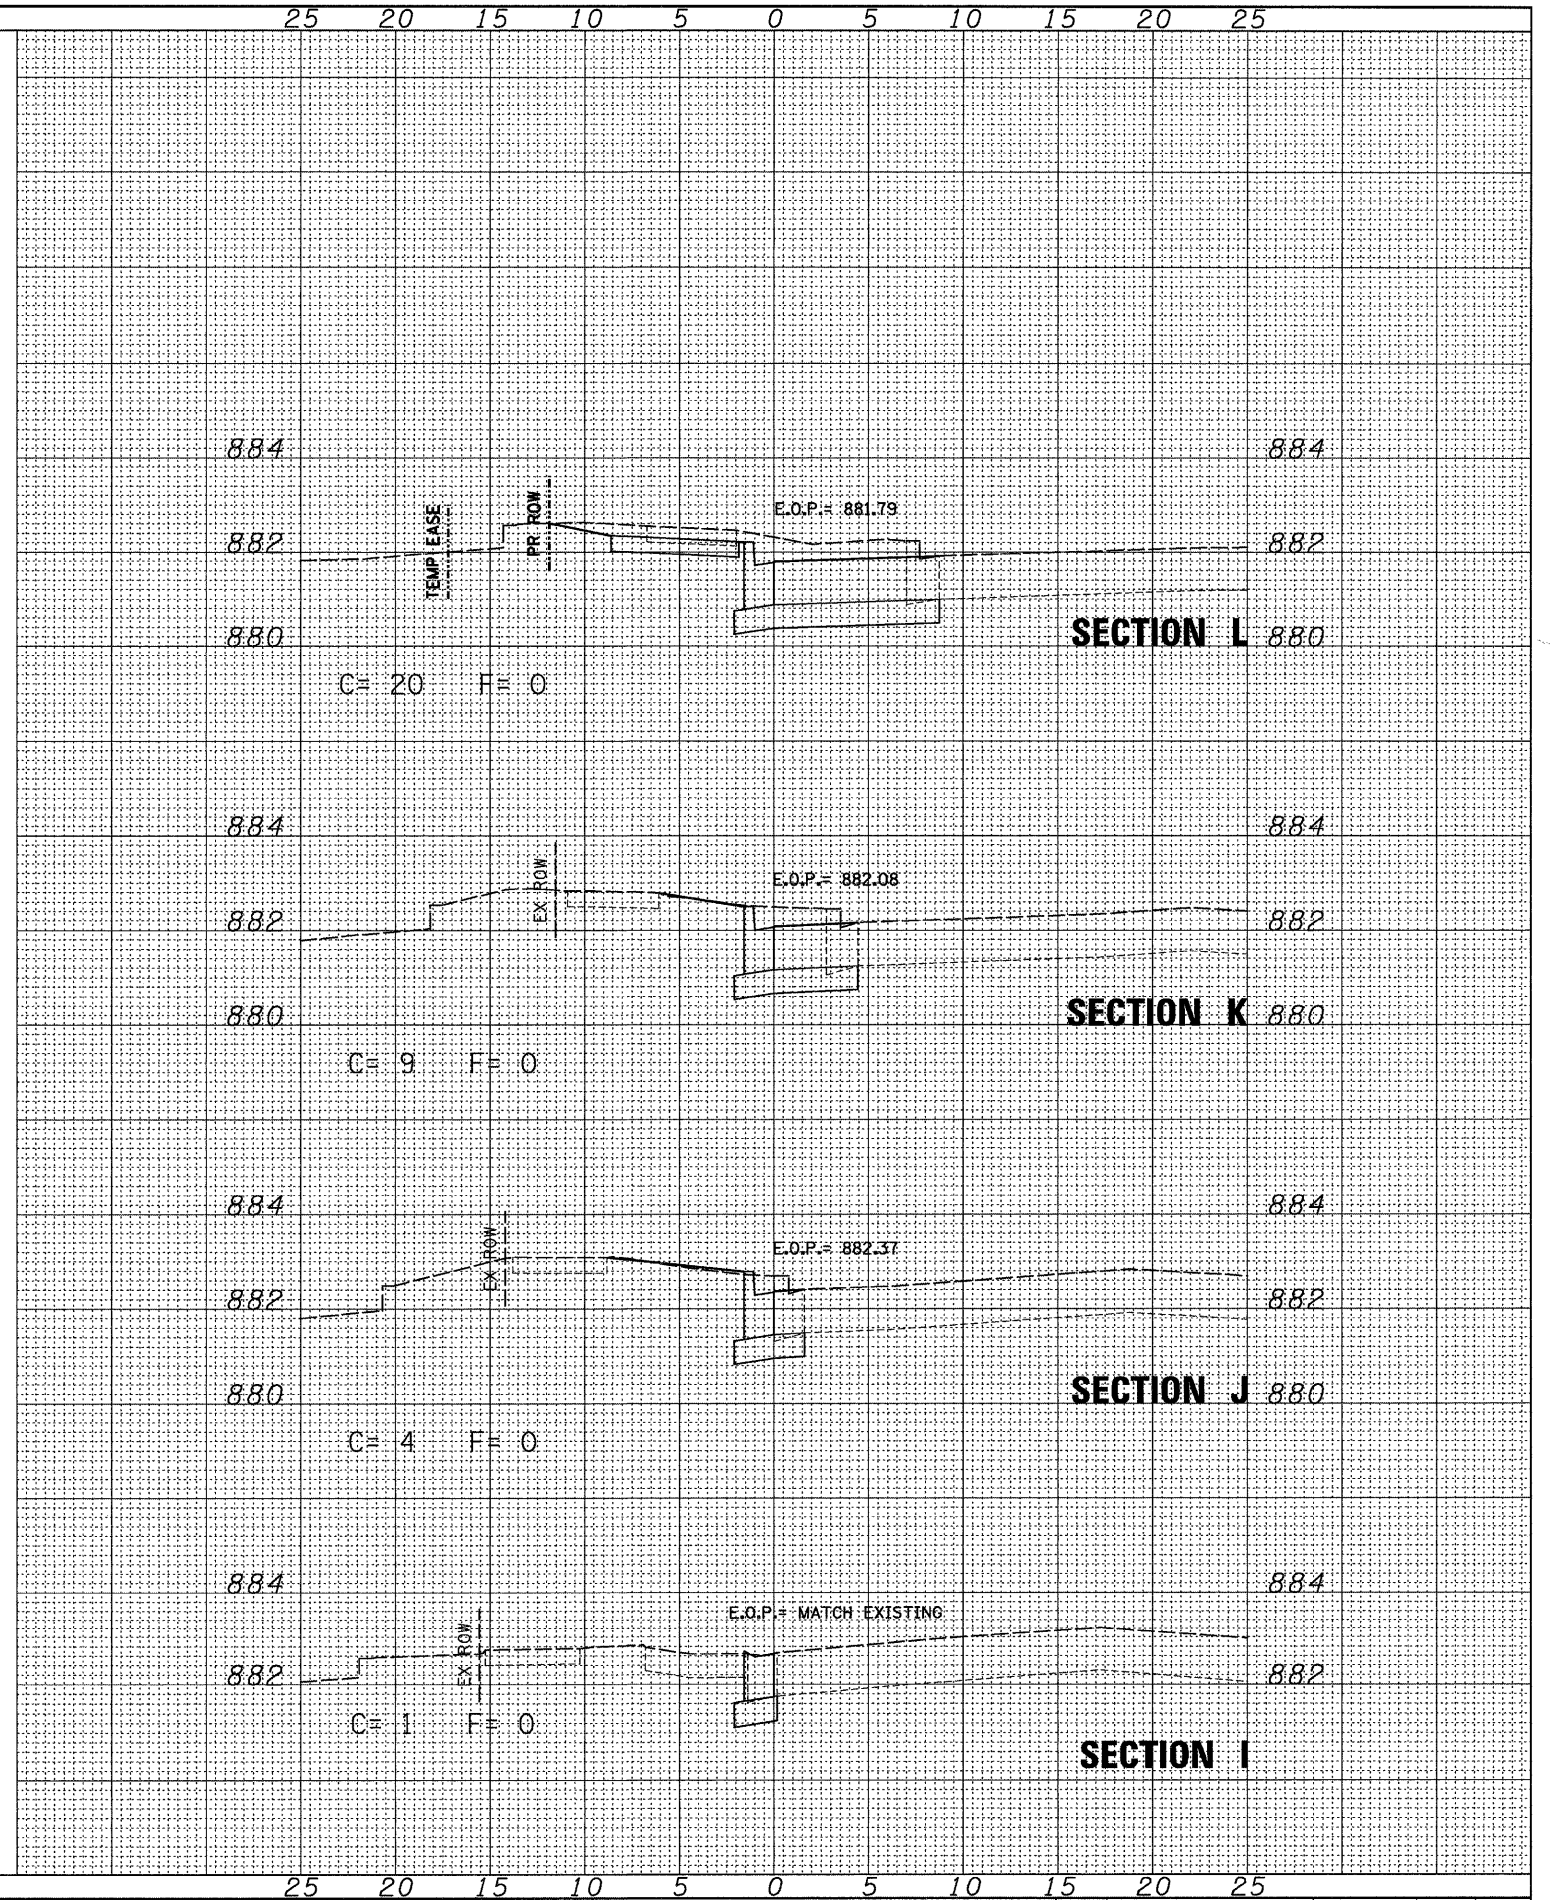 25 20 15 10 5 0 5 10 15 20 25
884 884
E.O.P.= 881.79
TEMP EASE
PR ROW
882 882
SECTION L
880 880
C= 20 F= 0
884 884
EX ROW
E.O.P.= 882.08
882 882
SECTION K
880 880
C= 9 F= 0
884 884
EX ROW
E.O.P.= 882.37
882 882
SECTION J
880 880
C= 4 F= 0
884 884
E.O.P.= MATCH EXISTING
EX ROW
882 882
C= 1 F= 0
SECTION I
25 20 15 10 5 0 5 10 15 20 25